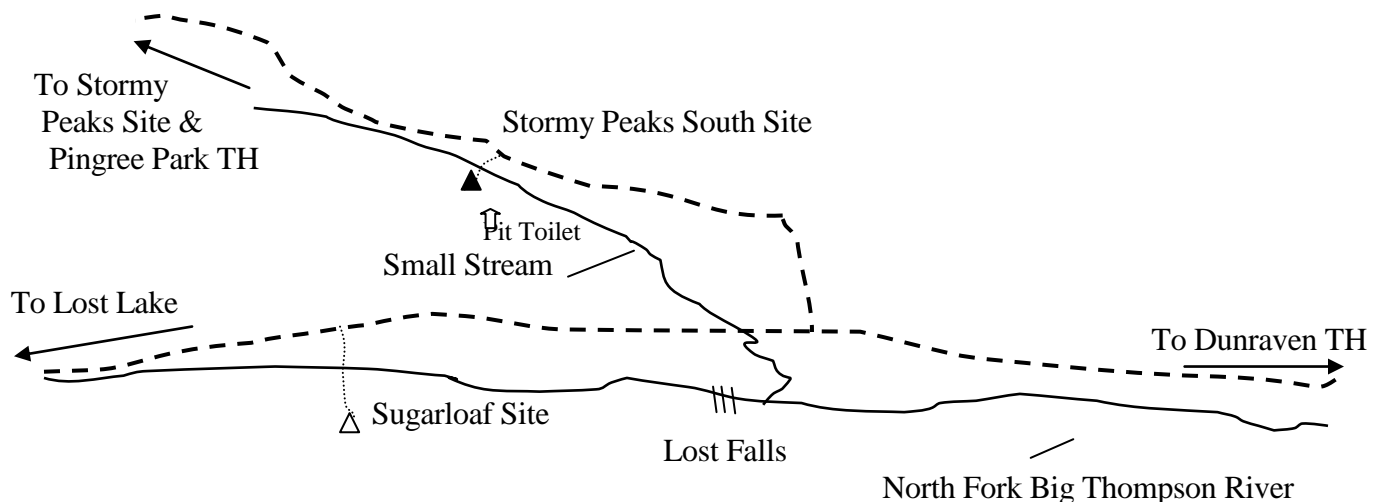 To Stormy
Peaks Site &
Pingree Park TH
Stormy Peaks South Site
Pit Toilet
Small Stream
To Lost Lake
To Dunraven TH
Sugarloaf Site
Lost Falls
North Fork Big Thompson River